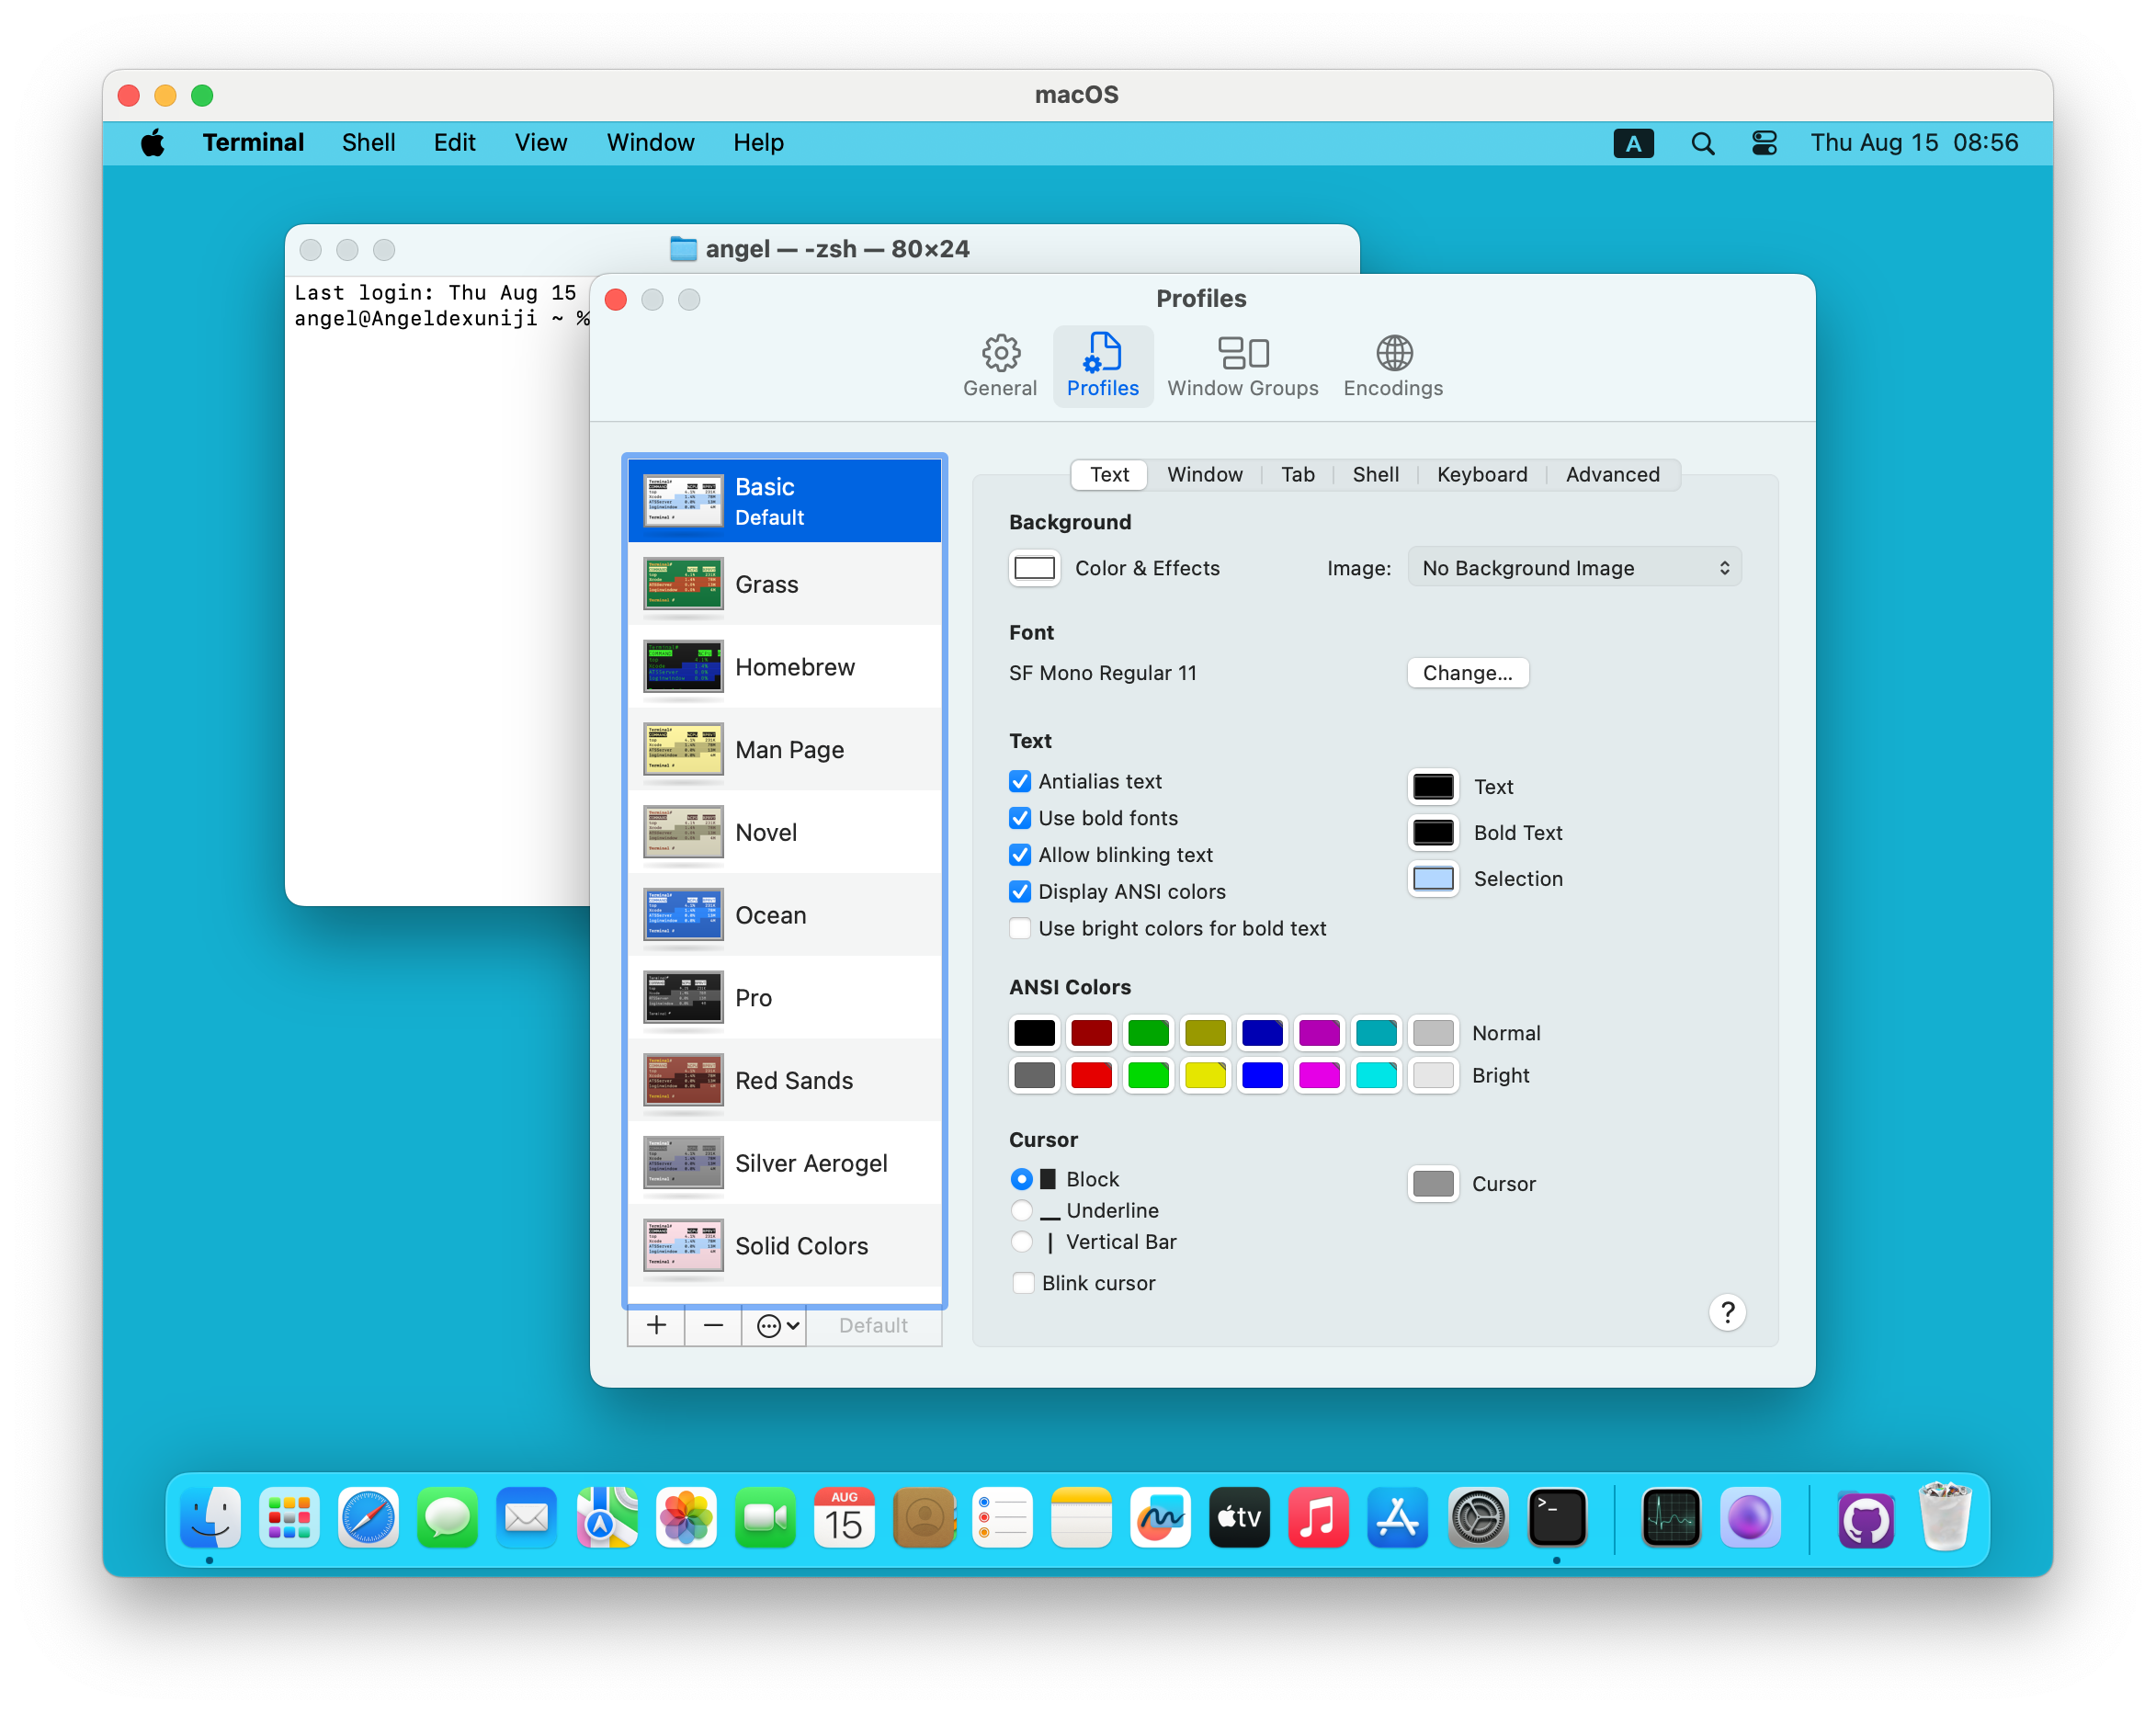 macOS
Terminal Shell Edit View Window Help A Thu Aug 15 08:56
angel — -zsh — 80×24
Last login: Thu Aug 15
angel@Angeldexuniji ~ %
Profiles
General Profiles Window Groups Encodings
Basic
Default
Grass
Homebrew
Man Page
Novel
Ocean
Pro
Red Sands
Silver Aerogel
Solid Colors
Default
Text Window Tab Shell Keyboard Advanced
Background
Color & Effects Image: No Background Image
Font
SF Mono Regular 11 Change...
Text
Antialias text
Use bold fonts
Allow blinking text
Display ANSI colors
Use bright colors for bold text
Text
Bold Text
Selection
ANSI Colors
Normal
Bright
Cursor
Block
Underline
Vertical Bar
Blink cursor
Cursor
?
AUG
15
tv
>_